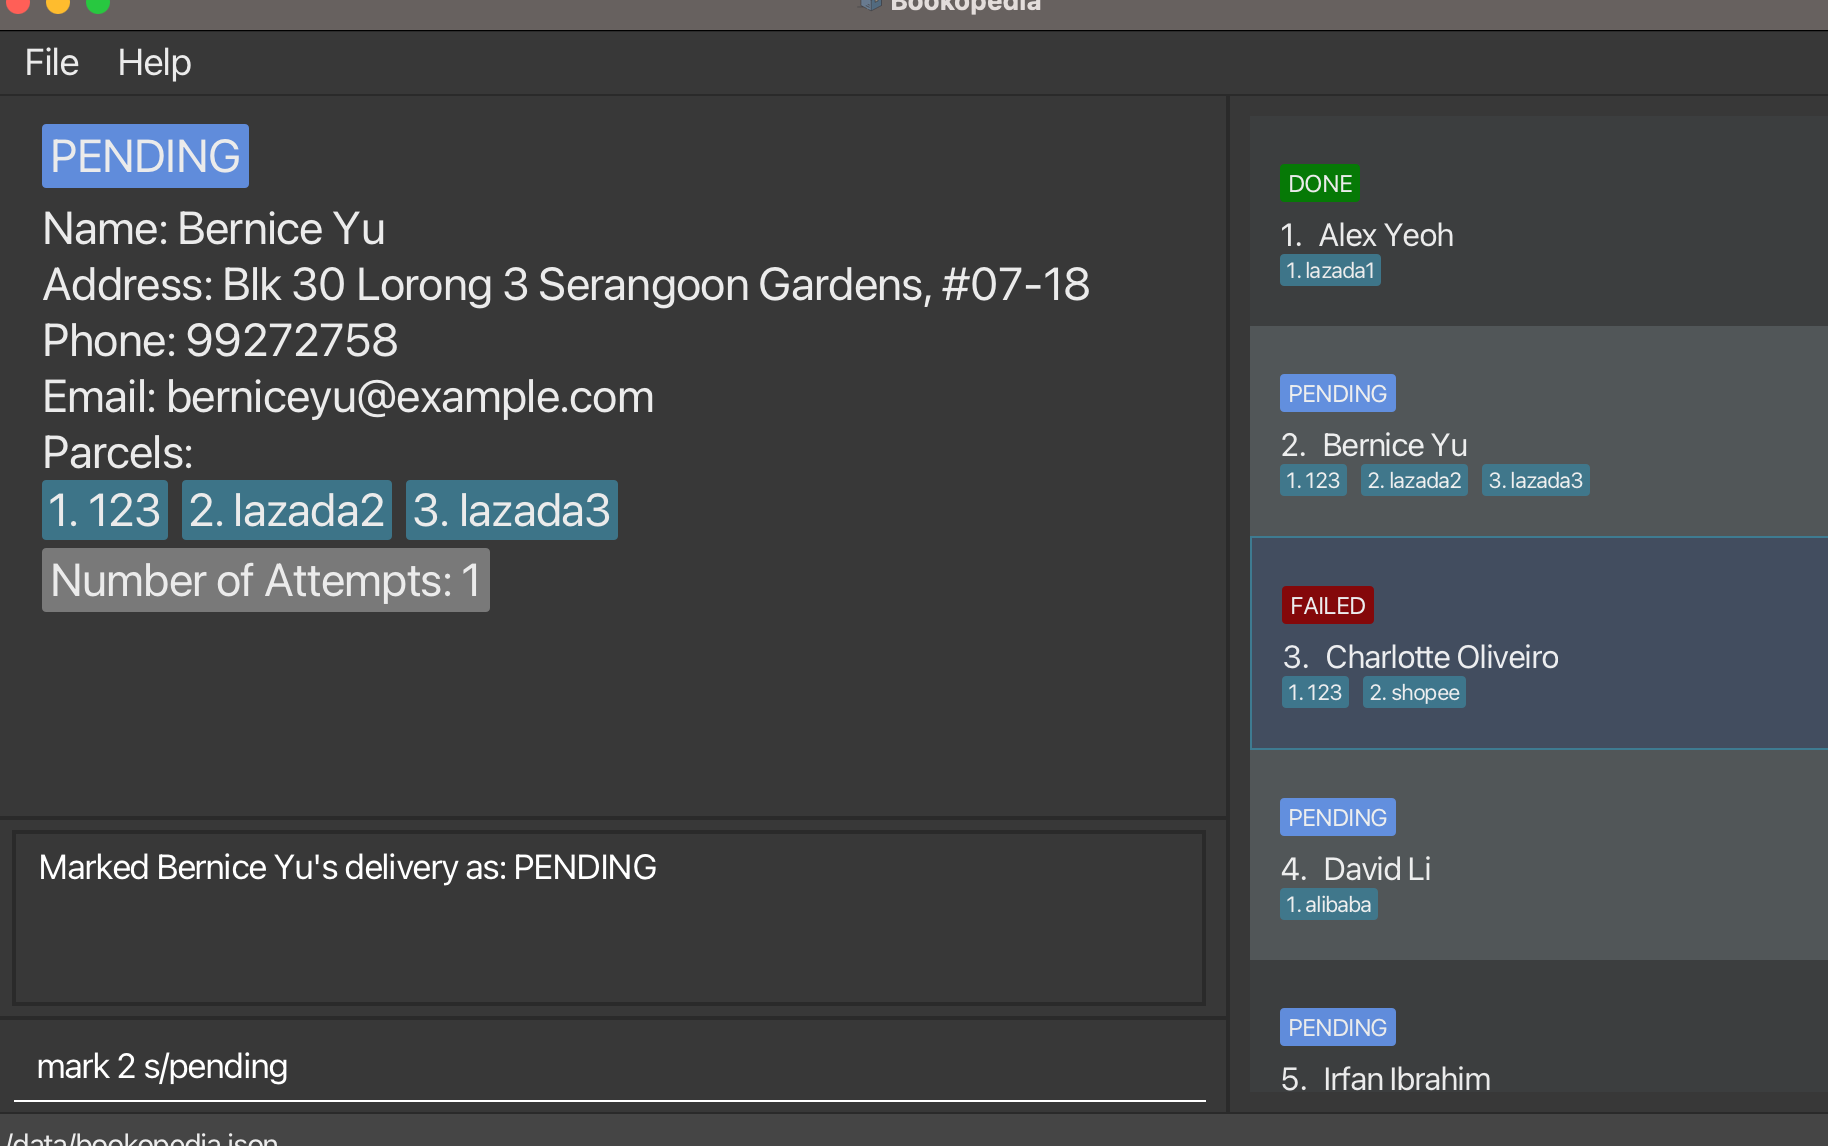 Bookopedia
File Help
PENDING
Name: Bernice Yu
Address: Blk 30 Lorong 3 Serangoon Gardens, #07-18
Phone: 99272758
Email: berniceyu@example.com
Parcels:
1. 123 2. lazada2 3. lazada3
Number of Attempts: 1
Marked Bernice Yu's delivery as: PENDING
mark 2 s/pending
DONE
1. Alex Yeoh
1. lazada1
PENDING
2. Bernice Yu
1. 123 2. lazada2 3. lazada3
FAILED
3. Charlotte Oliveiro
1. 123 2. shopee
PENDING
4. David Li
1. alibaba
PENDING
5. Irfan Ibrahim
/data/bookopedia.json